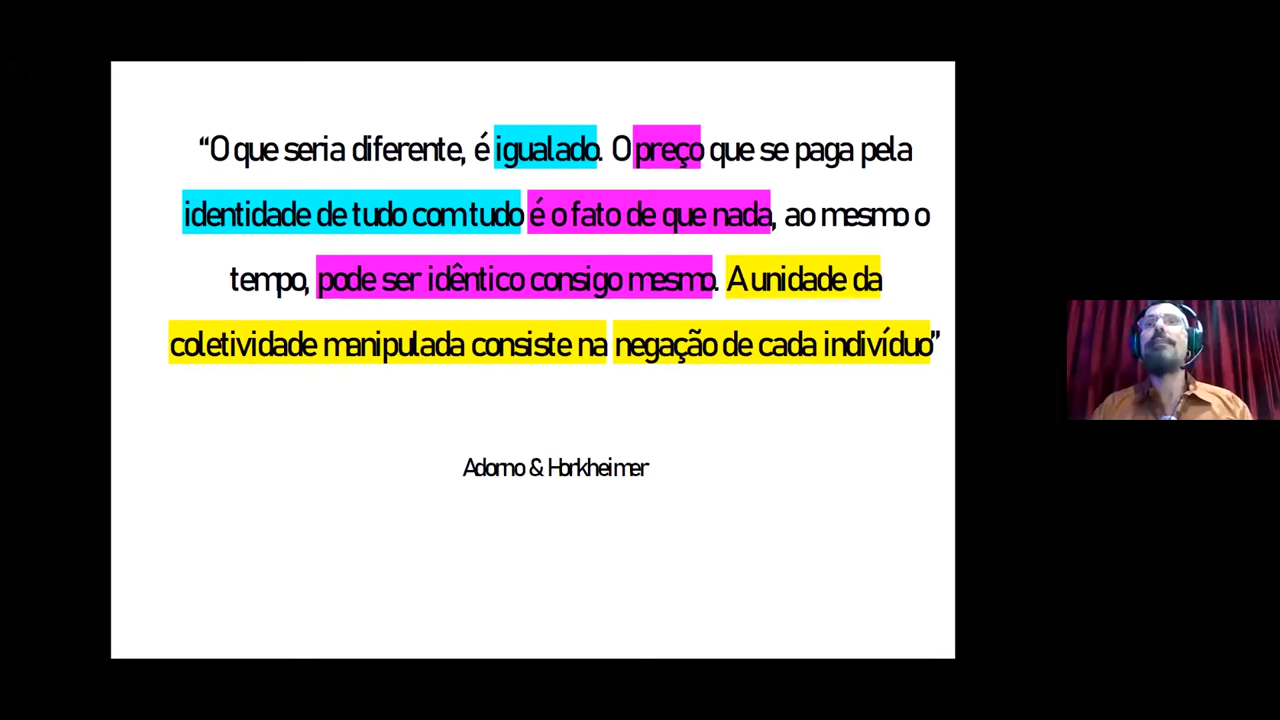 “O que seria diferente, é igualado. O preço que se paga pela
identidade de tudo com tudo é o fato de que nada, ao mesmo o
tempo, pode ser idêntico consigo mesmo. A unidade da
coletividade manipulada consiste na negação de cada indivíduo”
Adorno & Horkheimer